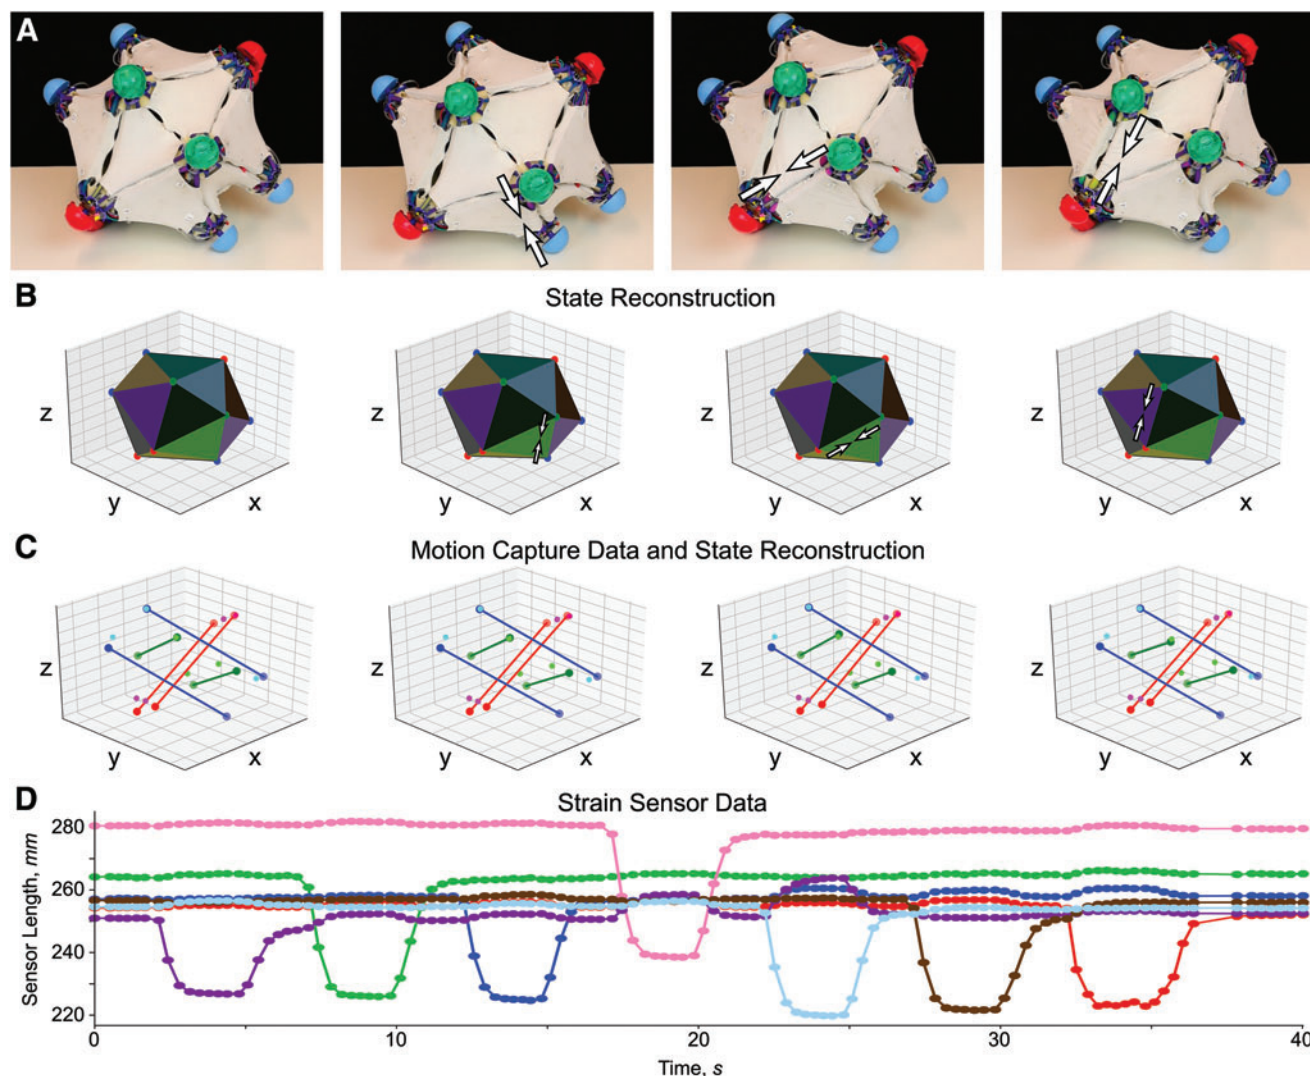 A
B
State Reconstruction
z y x z y x z y x z y x
C
Motion Capture Data and State Reconstruction
z y x z y x z y x z y x
D
Strain Sensor Data
Sensor Length, mm
280
260
240
220
0 10 20 30 40
Time, s